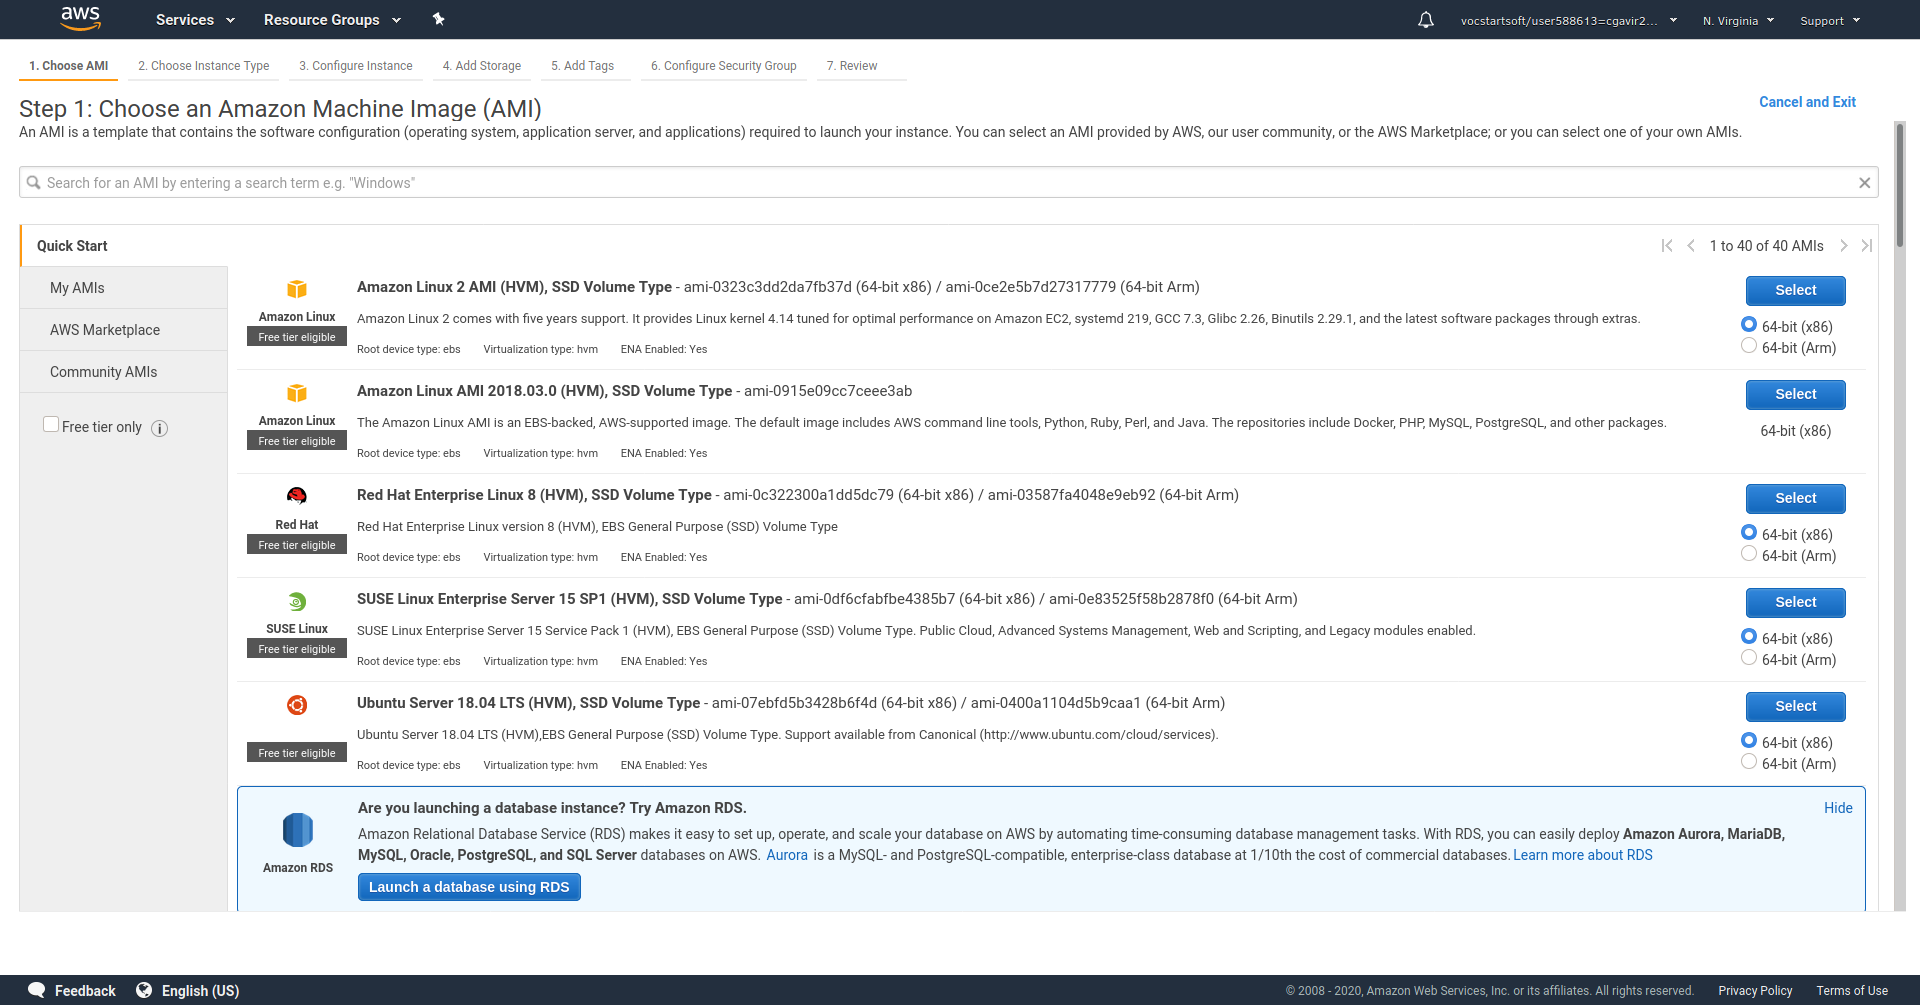 aws Services Resource Groups vocstartsoft/user588613=cgavir2... N. Virginia Support
1. Choose AMI 2. Choose Instance Type 3. Configure Instance 4. Add Storage 5. Add Tags 6. Configure Security Group 7. Review
Step 1: Choose an Amazon Machine Image (AMI)
Cancel and Exit
An AMI is a template that contains the software configuration (operating system, application server, and applications) required to launch your instance. You can select an AMI provided by AWS, our user community, or the AWS Marketplace; or you can select one of your own AMIs.
Search for an AMI by entering a search term e.g. "Windows"
Quick Start
My AMIs
AWS Marketplace
Community AMIs
Free tier only
1 to 40 of 40 AMIs
Amazon Linux
Free tier eligible
Amazon Linux 2 AMI (HVM), SSD Volume Type - ami-0323c3dd2da7fb37d (64-bit x86) / ami-0ce2e5b7d27317779 (64-bit Arm)
Amazon Linux 2 comes with five years support. It provides Linux kernel 4.14 tuned for optimal performance on Amazon EC2, systemd 219, GCC 7.3, Glibc 2.26, Binutils 2.29.1, and the latest software packages through extras.
Root device type: ebs Virtualization type: hvm ENA Enabled: Yes
Select
64-bit (x86)
64-bit (Arm)
Amazon Linux
Free tier eligible
Amazon Linux AMI 2018.03.0 (HVM), SSD Volume Type - ami-0915e09cc7ceee3ab
The Amazon Linux AMI is an EBS-backed, AWS-supported image. The default image includes AWS command line tools, Python, Ruby, Perl, and Java. The repositories include Docker, PHP, MySQL, PostgreSQL, and other packages.
Root device type: ebs Virtualization type: hvm ENA Enabled: Yes
Select
64-bit (x86)
Red Hat
Free tier eligible
Red Hat Enterprise Linux 8 (HVM), SSD Volume Type - ami-0c322300a1dd5dc79 (64-bit x86) / ami-03587fa4048e9eb92 (64-bit Arm)
Red Hat Enterprise Linux version 8 (HVM), EBS General Purpose (SSD) Volume Type
Root device type: ebs Virtualization type: hvm ENA Enabled: Yes
Select
64-bit (x86)
64-bit (Arm)
SUSE Linux
Free tier eligible
SUSE Linux Enterprise Server 15 SP1 (HVM), SSD Volume Type - ami-0df6cfabfbe4385b7 (64-bit x86) / ami-0e83525f58b2878f0 (64-bit Arm)
SUSE Linux Enterprise Server 15 Service Pack 1 (HVM), EBS General Purpose (SSD) Volume Type. Public Cloud, Advanced Systems Management, Web and Scripting, and Legacy modules enabled.
Root device type: ebs Virtualization type: hvm ENA Enabled: Yes
Select
64-bit (x86)
64-bit (Arm)
Free tier eligible
Ubuntu Server 18.04 LTS (HVM), SSD Volume Type - ami-07ebfd5b3428b6f4d (64-bit x86) / ami-0400a1104d5b9caa1 (64-bit Arm)
Ubuntu Server 18.04 LTS (HVM),EBS General Purpose (SSD) Volume Type. Support available from Canonical (http://www.ubuntu.com/cloud/services).
Root device type: ebs Virtualization type: hvm ENA Enabled: Yes
Select
64-bit (x86)
64-bit (Arm)
Amazon RDS
Are you launching a database instance? Try Amazon RDS.
Hide
Amazon Relational Database Service (RDS) makes it easy to set up, operate, and scale your database on AWS by automating time-consuming database management tasks. With RDS, you can easily deploy Amazon Aurora, MariaDB,
MySQL, Oracle, PostgreSQL, and SQL Server databases on AWS. Aurora is a MySQL- and PostgreSQL-compatible, enterprise-class database at 1/10th the cost of commercial databases. Learn more about RDS
Launch a database using RDS
Feedback English (US) © 2008 - 2020, Amazon Web Services, Inc. or its affiliates. All rights reserved. Privacy Policy Terms of Use